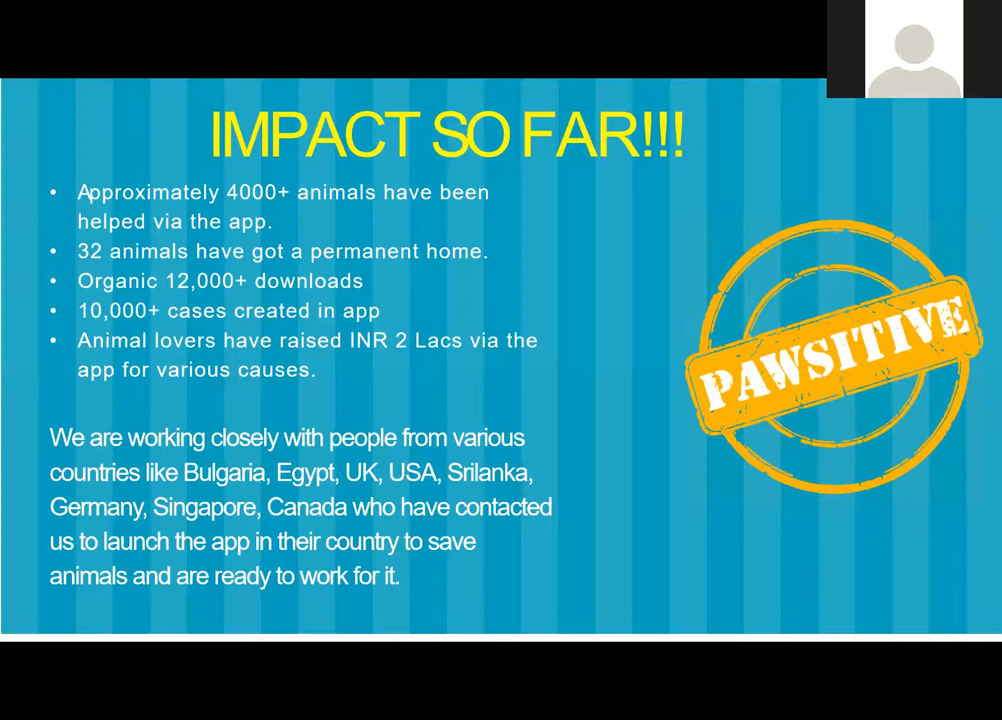 IMPACT SO FAR!!!
• Approximately 4000+ animals have been
helped via the app.
• 32 animals have got a permanent home.
• Organic 12,000+ downloads
• 10,000+ cases created in app
• Animal lovers have raised INR 2 Lacs via the
app for various causes.
PAWSITIVE
We are working closely with people from various
countries like Bulgaria, Egypt, UK, USA, Srilanka,
Germany, Singapore, Canada who have contacted
us to launch the app in their country to save
animals and are ready to work for it.